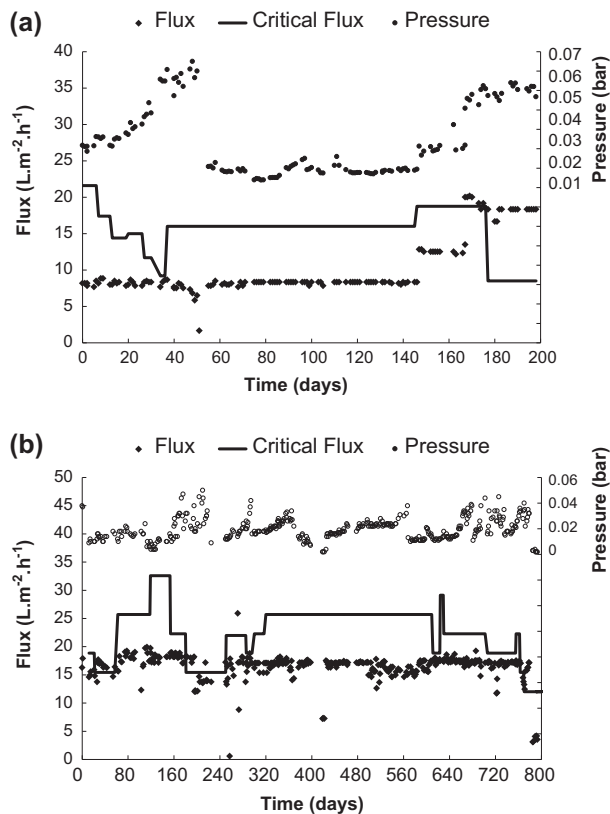 (a)
Flux Critical Flux Pressure
Flux (L.m⁻².h⁻¹)
40
35
30
25
20
15
10
5
0
0.07
0.06
0.05
0.04
0.03
0.02
0.01
Pressure (bar)
0 20 40 60 80 100 120 140 160 180 200
Time (days)
(b)
Flux Critical Flux Pressure
Flux (L.m⁻².h⁻¹)
50
45
40
35
30
25
20
15
10
5
0
0.06
0.04
0.02
0
Pressure (bar)
0 80 160 240 320 400 480 560 640 720 800
Time (days)